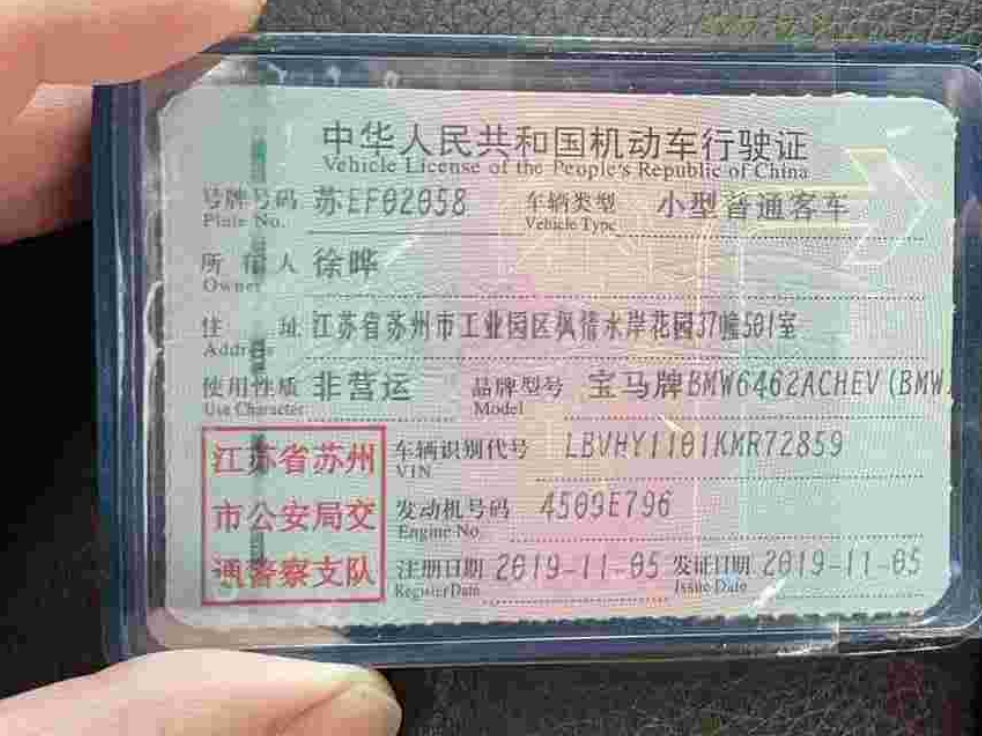 中华人民共和国机动车行驶证
Vehicle License of the People's Republic of China
号牌号码 苏EF02058 车辆类型 小型普通客车
Plate No. Vehicle Type
所有人 徐晔
Owner
住址 江苏省苏州市工业园区枫情水岸花园37幢501室
Address
使用性质 非营运 品牌型号 宝马牌BMW6462ACHEV(BMW
Use Character Model
江苏省苏州 车辆识别代号 LBVHY1101KMR72859
VIN
市公安局交 发动机号码 4509E796
Engine No.
通警察支队 注册日期 2019-11-05 发证日期 2019-11-05
Register Date Issue Date